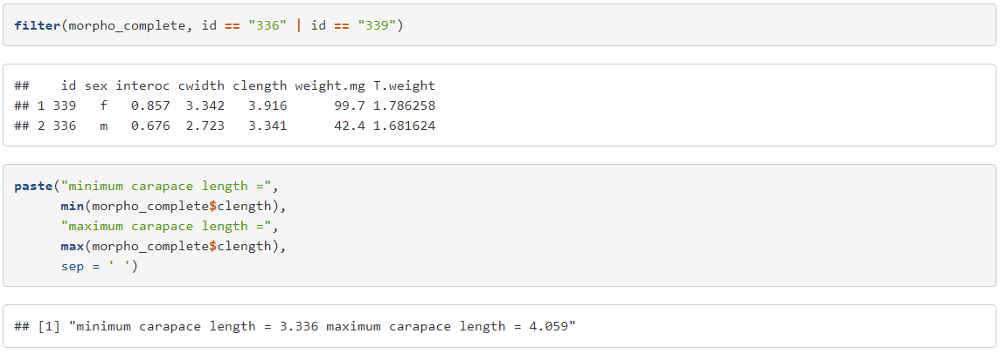 filter(morpho_complete, id == "336" | id == "339")
##    id sex interoc cwidth clength weight.mg T.weight
## 1 339   f   0.857  3.342   3.916      99.7 1.786258
## 2 336   m   0.676  2.723   3.341      42.4 1.681624
paste("minimum carapace length =",
      min(morpho_complete$clength),
      "maximum carapace length =",
      max(morpho_complete$clength),
      sep = ' ')
## [1] "minimum carapace length = 3.336 maximum carapace length = 4.059"